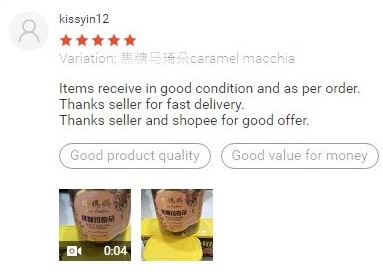 kissyin12
Variation: 焦糖马琦朵caramel macchia
Items receive in good condition and as per order.
Thanks seller for fast delivery.
Thanks seller and shopee for good offer.
Good product quality
Good value for money
0:04